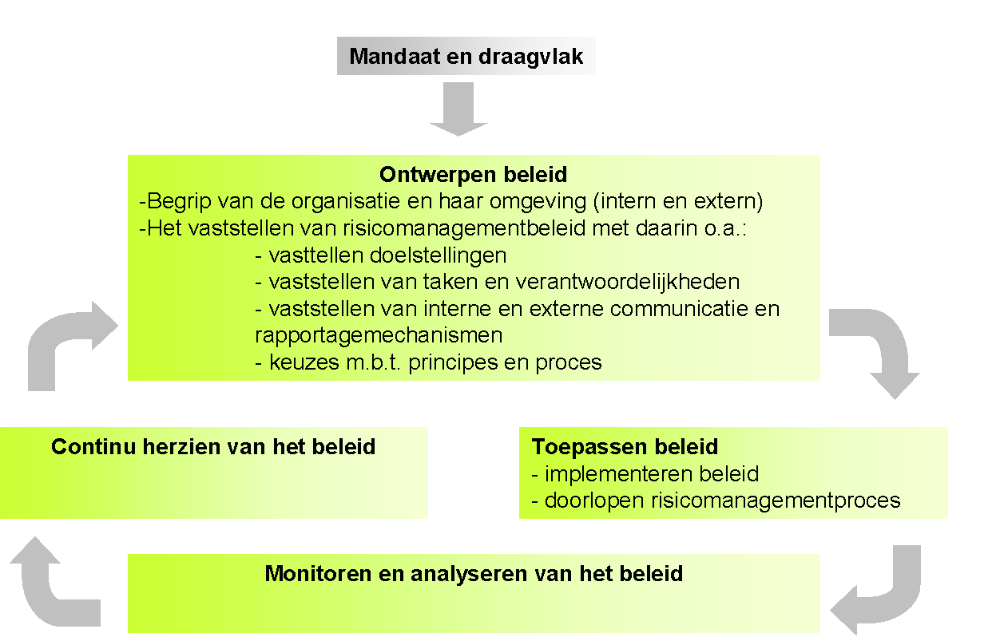 Mandaat en draagvlak
Ontwerpen beleid
-Begrip van de organisatie en haar omgeving (intern en extern)
-Het vaststellen van risicomanagementbeleid met daarin o.a.:
- vasttellen doelstellingen
- vaststellen van taken en verantwoordelijkheden
- vaststellen van interne en externe communicatie en
rapportagemechanismen
- keuzes m.b.t. principes en proces
Continu herzien van het beleid
Toepassen beleid
- implementeren beleid
- doorlopen risicomanagementproces
Monitoren en analyseren van het beleid